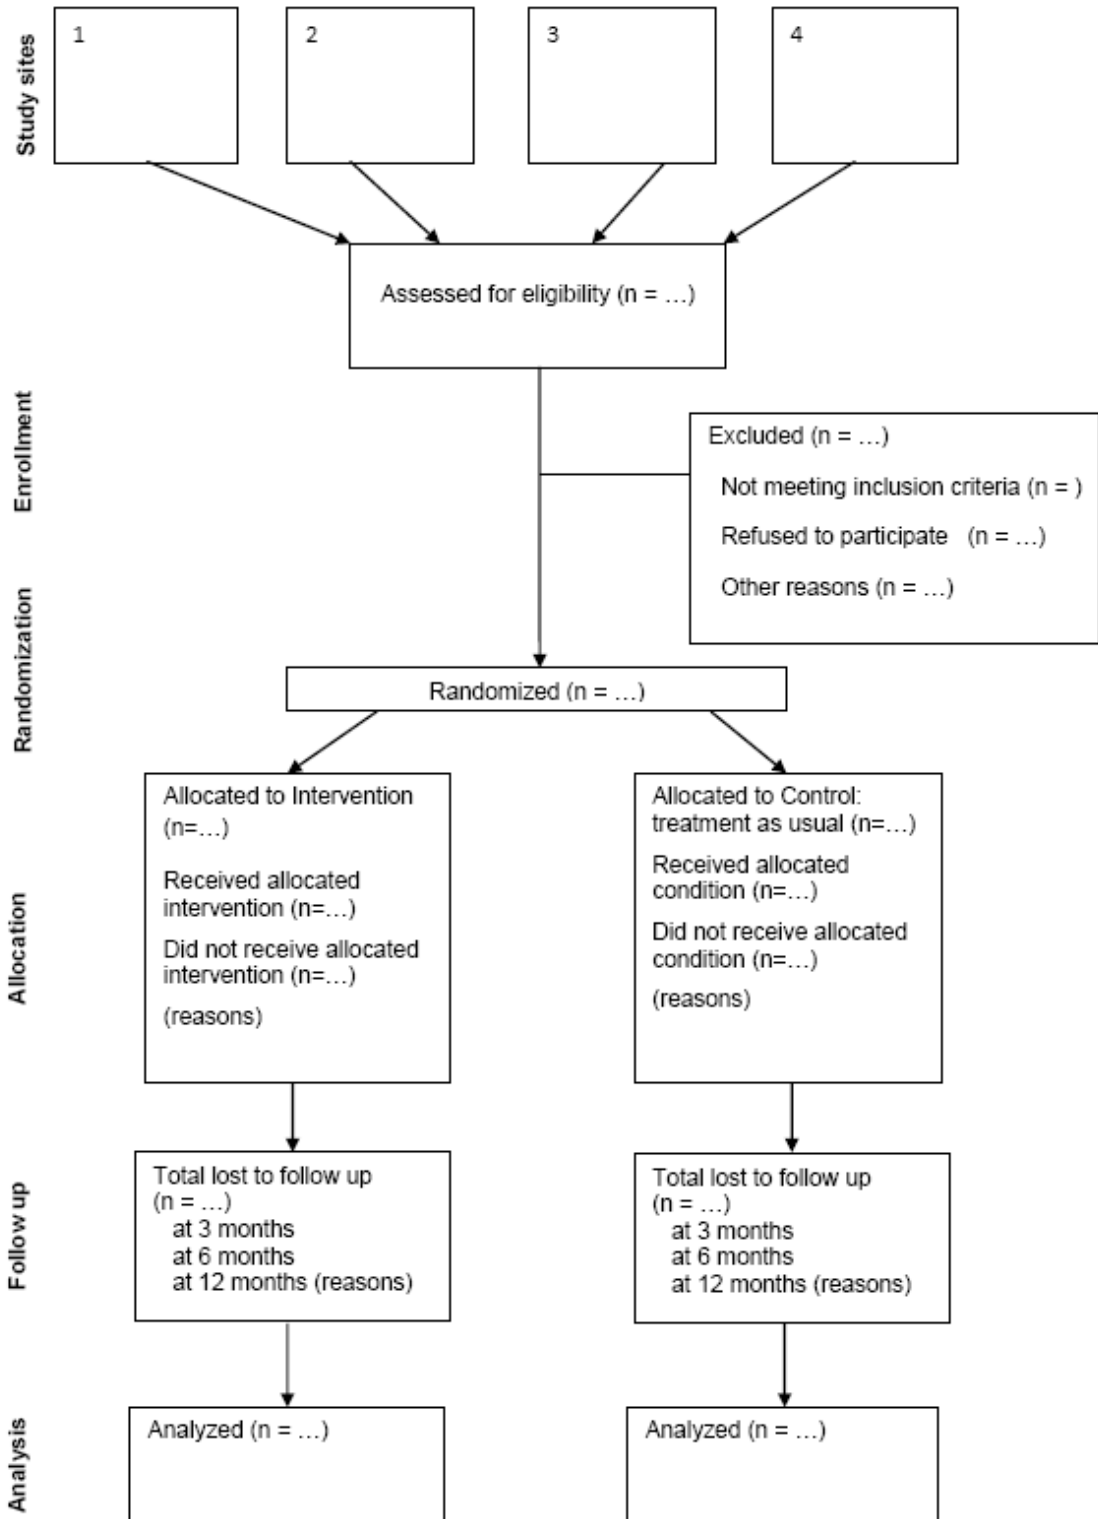 Study sites
1
2
3
4
Assessed for eligibility (n = ...)
Enrollment
Excluded (n = ...)
Not meeting inclusion criteria (n = )
Refused to participate (n = ...)
Other reasons (n = ...)
Randomization
Randomized (n = ...)
Allocation
Allocated to Intervention
(n=...)
Received allocated
intervention (n=...)
Did not receive allocated
intervention (n=...)
(reasons)
Allocated to Control:
treatment as usual (n=...)
Received allocated
condition (n=...)
Did not receive allocated
condition (n=...)
(reasons)
Follow up
Total lost to follow up
(n = ...)
at 3 months
at 6 months
at 12 months (reasons)
Total lost to follow up
(n = ...)
at 3 months
at 6 months
at 12 months (reasons)
Analysis
Analyzed (n = ...)
Analyzed (n = ...)